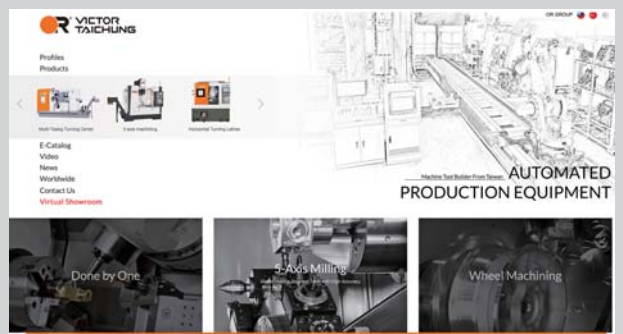 OR GROUP
VICTOR
TAICHUNG
Profiles
Products
Multi-Tasking Turning Center
5-axis machining
Horizontal Turning Lathes
E-Catalog
Video
News
Worldwide
Contact Us
Virtual Showroom
Machine Tool Builder From Taiwan
AUTOMATED
PRODUCTION EQUIPMENT
Done by One
5-Axis Milling
Wheel Machining